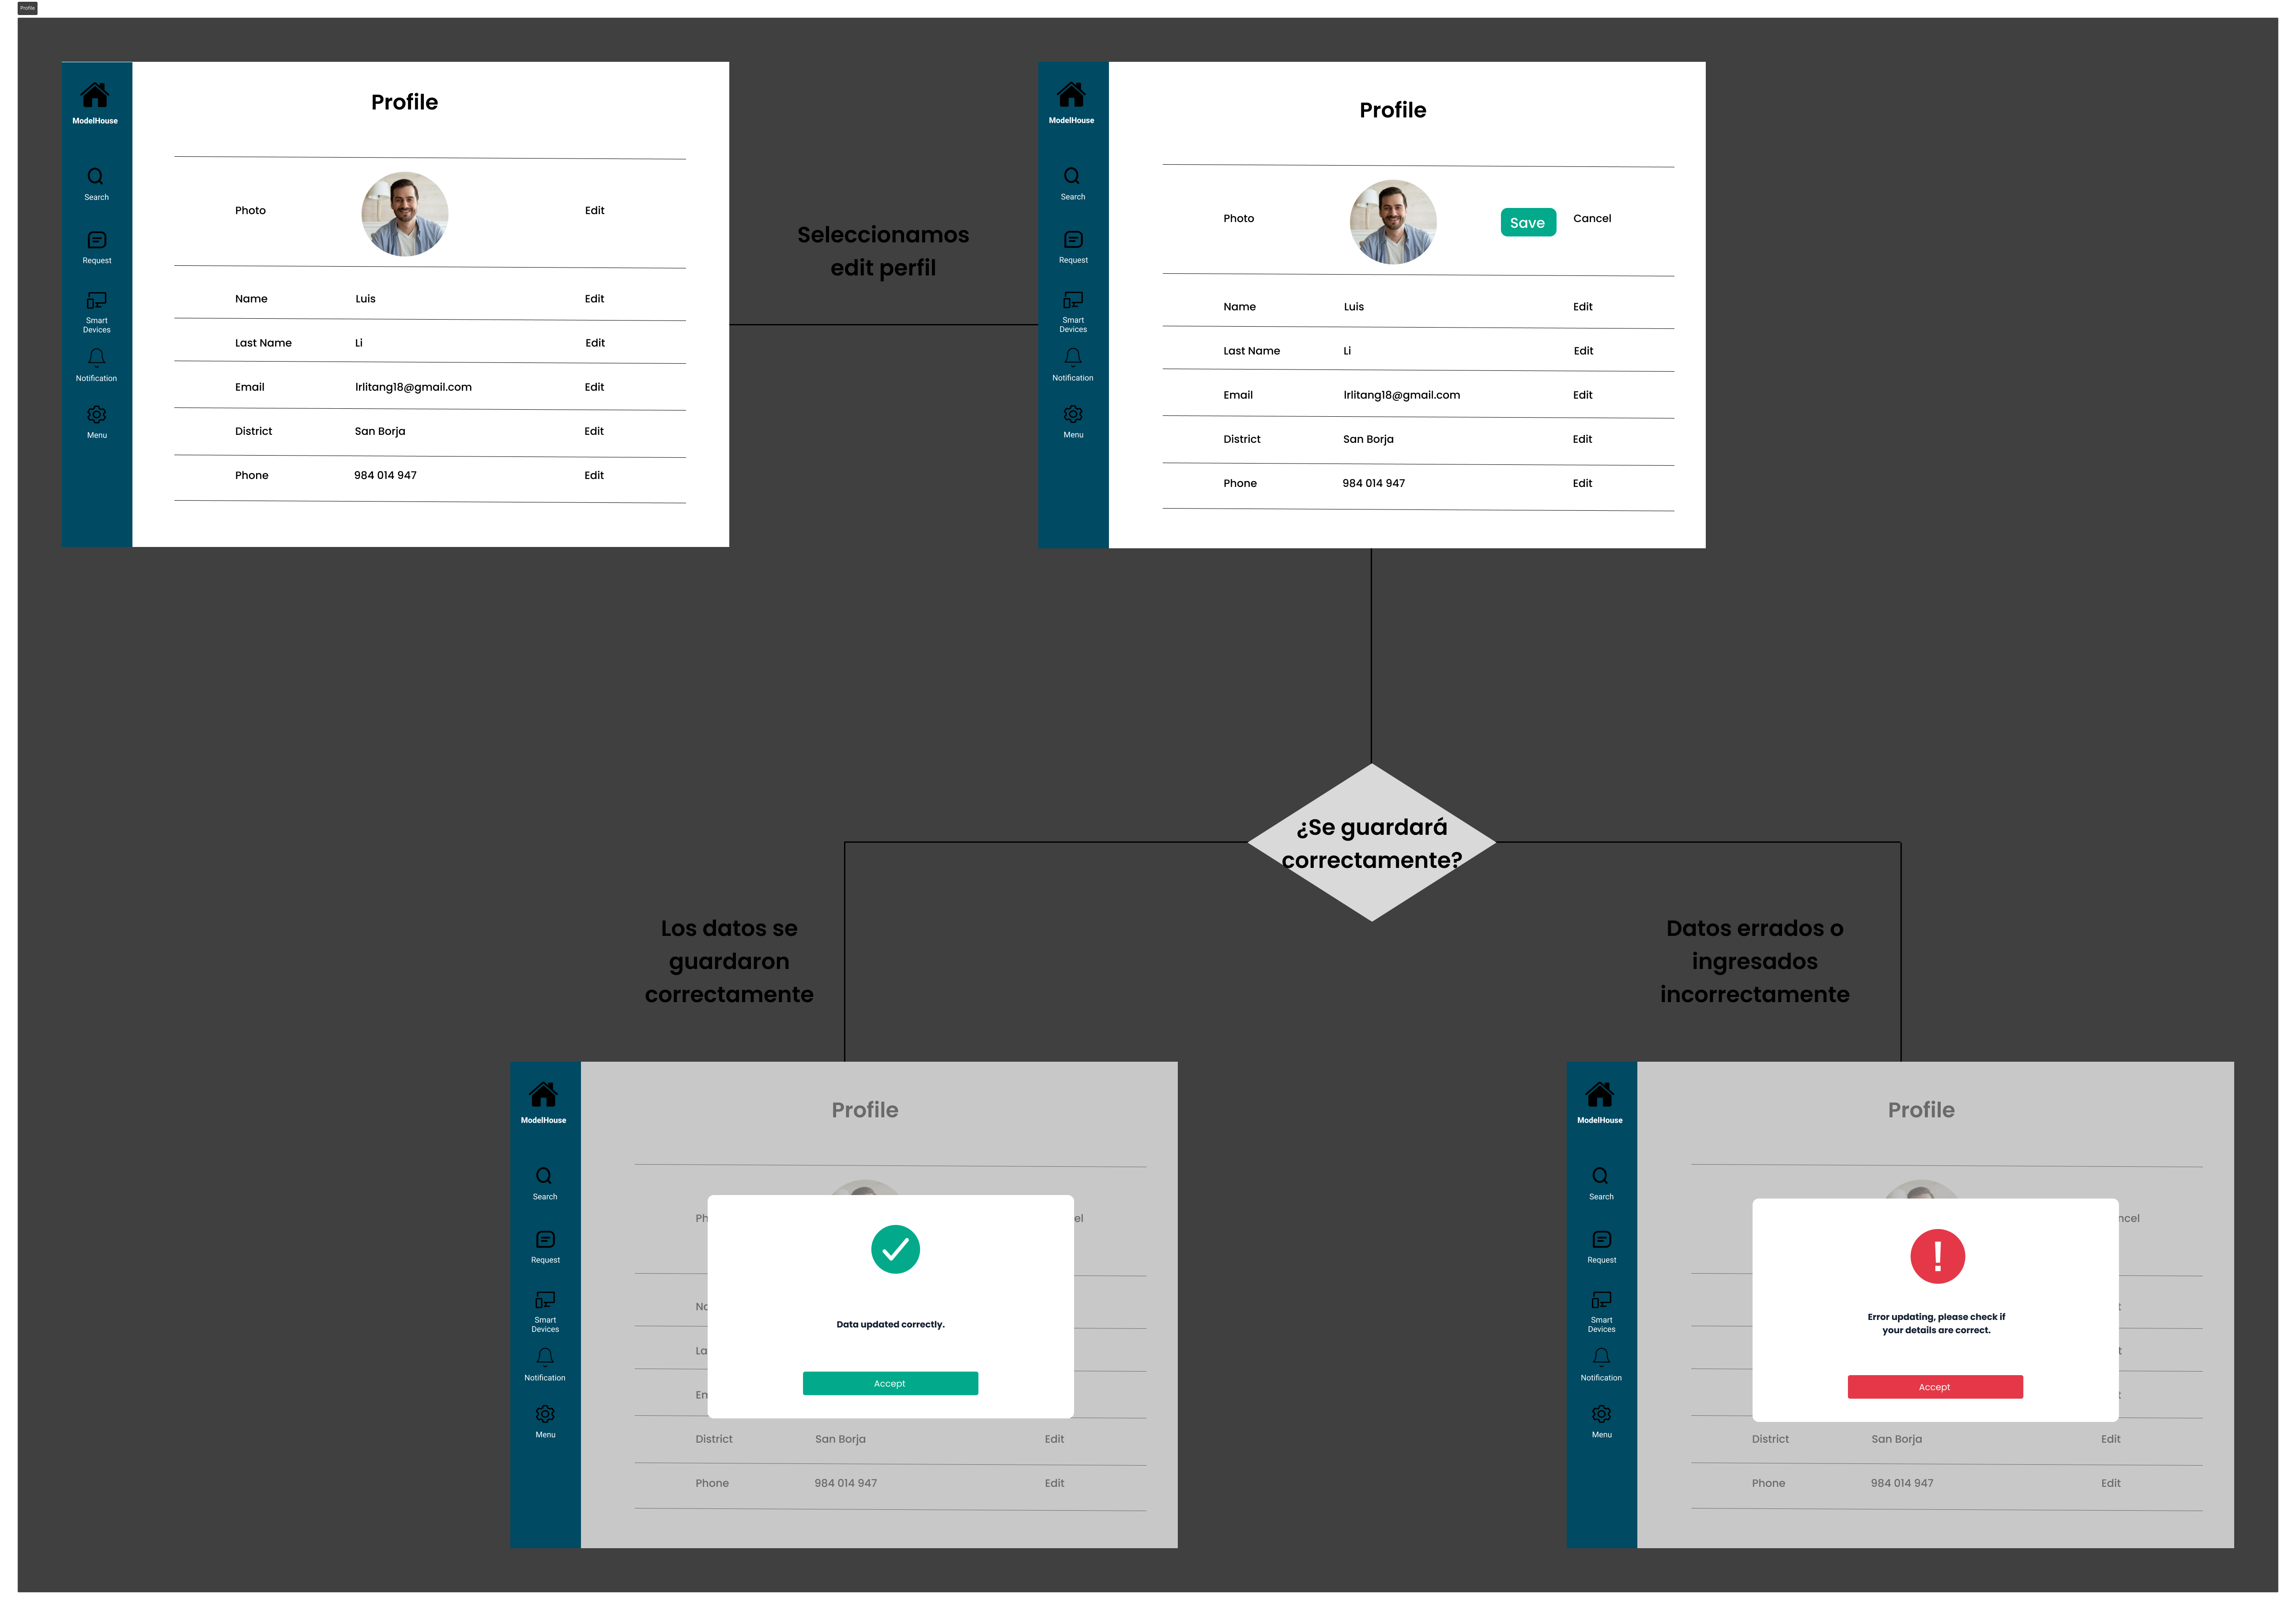 Profile
ModelHouse
Search
Request
Smart
Devices
Notification
Menu
Profile
Photo Edit
Name Luis Edit
Last Name Li Edit
Email lrlitang18@gmail.com Edit
District San Borja Edit
Phone 984 014 947 Edit
Seleccionamos
edit perfil
ModelHouse
Search
Request
Smart
Devices
Notification
Menu
Profile
Photo Save Cancel
Name Luis Edit
Last Name Li Edit
Email lrlitang18@gmail.com Edit
District San Borja Edit
Phone 984 014 947 Edit
¿Se guardará
correctamente?
Los datos se
guardaron
correctamente
Datos errados o
ingresados
incorrectamente
ModelHouse
Search
Request
Smart
Devices
Notification
Menu
Profile
Data updated correctly.
Accept
District San Borja Edit
Phone 984 014 947 Edit
ModelHouse
Search
Request
Smart
Devices
Notification
Menu
Profile
Error updating, please check if
your details are correct.
Accept
District San Borja Edit
Phone 984 014 947 Edit